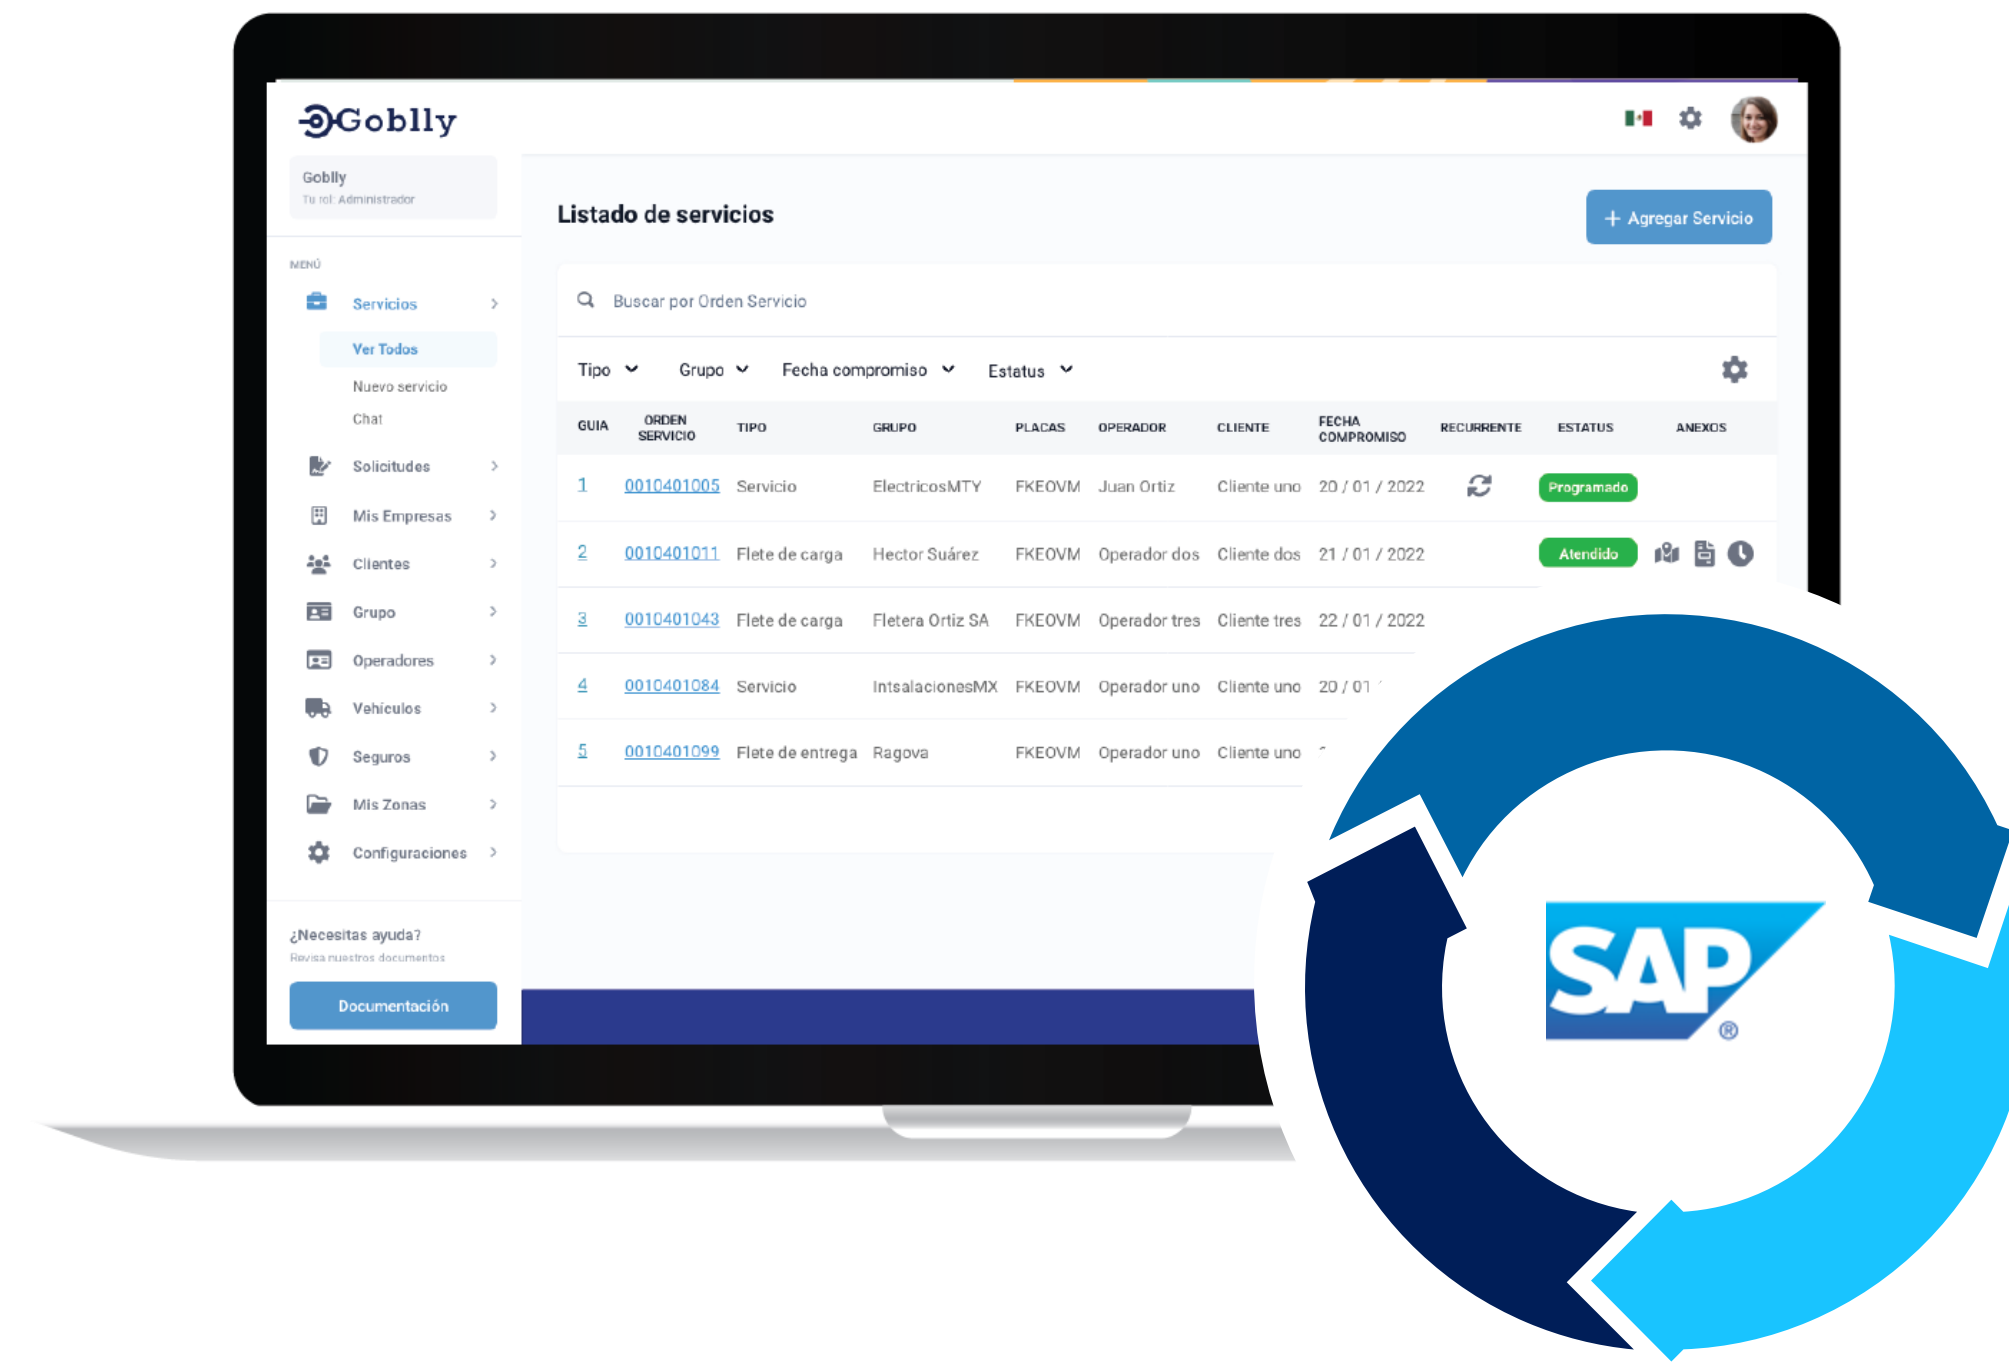 Goblly
Goblly
Tu rol: Administrador
MENÚ
Servicios
Ver Todos
Nuevo servicio
Chat
Solicitudes
Mis Empresas
Clientes
Grupo
Operadores
Vehículos
Seguros
Mis Zonas
Configuraciones
¿Necesitas ayuda?
Revisa nuestros documentos
Documentación
Listado de servicios
+ Agregar Servicio
Buscar por Orden Servicio
Tipo Grupo Fecha compromiso Estatus
GUIA ORDEN SERVICIO TIPO GRUPO PLACAS OPERADOR CLIENTE FECHA COMPROMISO RECURRENTE ESTATUS ANEXOS
1 0010401005 Servicio ElectricosMTY FKEOVM Juan Ortiz Cliente uno 20 / 01 / 2022 Programado
2 0010401011 Flete de carga Hector Suárez FKEOVM Operador dos Cliente dos 21 / 01 / 2022 Atendido
3 0010401043 Flete de carga Fletera Ortiz SA FKEOVM Operador tres Cliente tres 22 / 01 / 2022
4 0010401084 Servicio IntsalacionesMX FKEOVM Operador uno Cliente uno 20 / 01
5 0010401099 Flete de entrega Ragova FKEOVM Operador uno Cliente uno
SAP
®